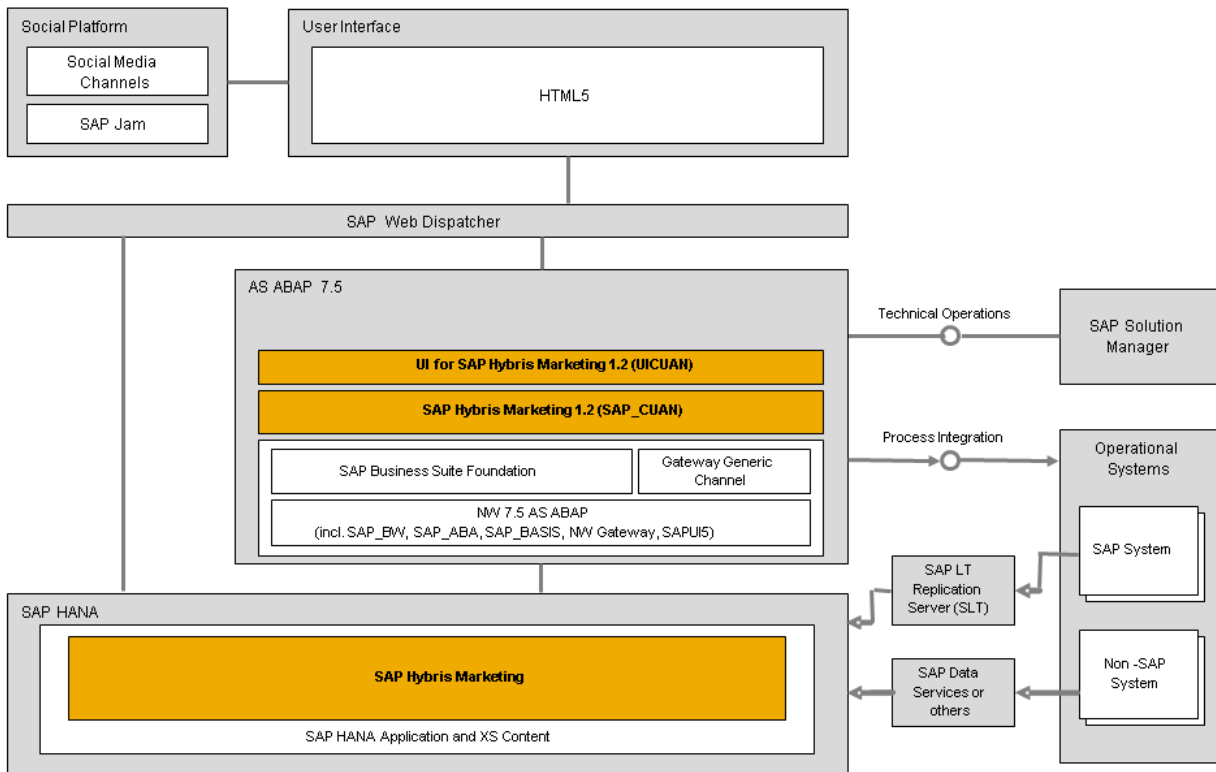 Social Platform
Social Media
Channels
SAP Jam
User Interface
HTML5
SAP Web Dispatcher
AS ABAP 7.5
UI for SAP Hybris Marketing 1.2 (UICUAN)
SAP Hybris Marketing 1.2 (SAP_CUAN)
SAP Business Suite Foundation
Gateway Generic
Channel
NW 7.5 AS ABAP
(incl. SAP_BW, SAP_ABA, SAP_BASIS, NW Gateway, SAPUI5)
Technical Operations
SAP Solution
Manager
Process Integration
Operational
Systems
SAP System
Non -SAP
System
SAP LT
Replication
Server (SLT)
SAP Data
Services or
others
SAP HANA
SAP Hybris Marketing
SAP HANA Application and XS Content